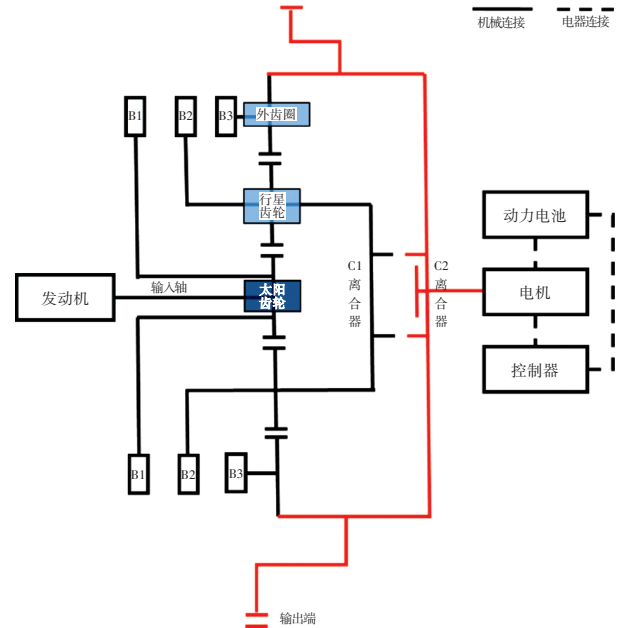 机械连接
电器连接
B1
B2
B3
外齿圈
行星
齿轮
动力电池
C1
离
合
器
C2
离
合
器
发动机
输入轴
太阳
齿轮
电机
控制器
B1
B2
B3
输出端